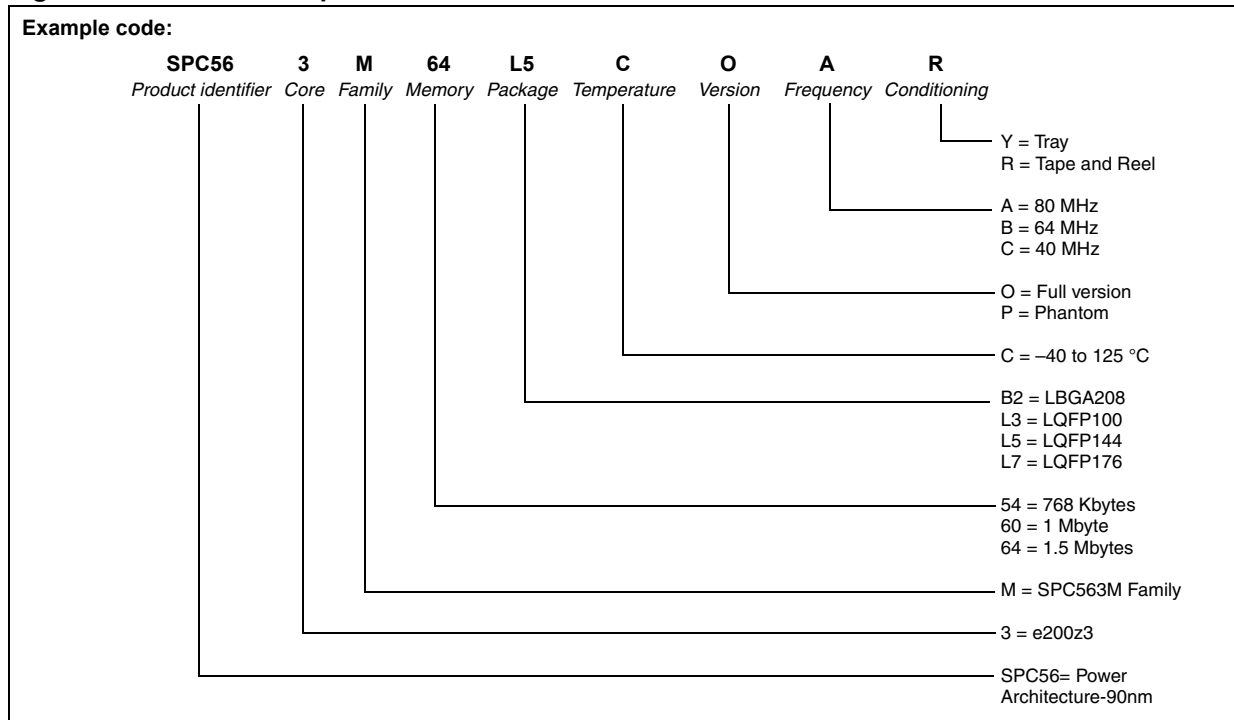 Example code:
SPC56 3 M 64 L5 C O A R
Product identifier Core Family Memory Package Temperature Version Frequency Conditioning
Y = Tray
R = Tape and Reel
A = 80 MHz
B = 64 MHz
C = 40 MHz
O = Full version
P = Phantom
C = –40 to 125 °C
B2 = LBGA208
L3 = LQFP100
L5 = LQFP144
L7 = LQFP176
54 = 768 Kbytes
60 = 1 Mbyte
64 = 1.5 Mbytes
M = SPC563M Family
3 = e200z3
SPC56= Power
Architecture-90nm